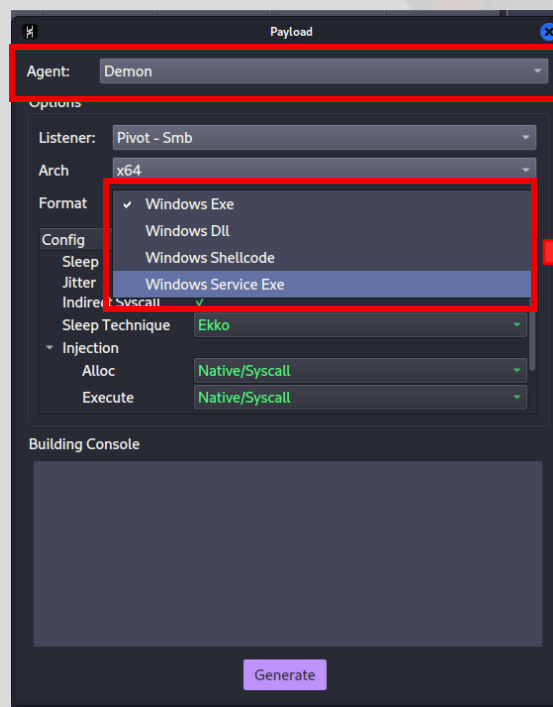 Payload
Agent: Demon
Options
Listener: Pivot - Smb
Arch x64
Format ✓ Windows Exe
Windows Dll
Windows Shellcode
Windows Service Exe
Config
Sleep
Jitter
Indirect Syscall ✓
Sleep Technique Ekko
Injection
Alloc Native/Syscall
Execute Native/Syscall
Building Console
Generate